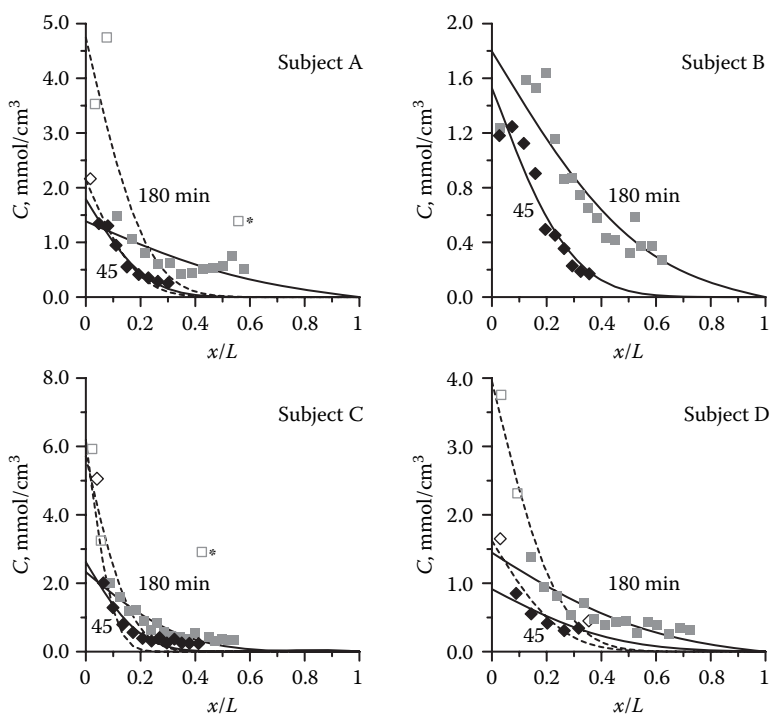 5.0
4.0
3.0
2.0
1.0
0.0
C, mmol/cm³
Subject A
180 min
*
45
0 0.2 0.4 0.6 0.8 1
x/L
2.0
1.6
1.2
0.8
0.4
0.0
C, mmol/cm³
Subject B
180 min
45
0 0.2 0.4 0.6 0.8 1
x/L
8.0
6.0
4.0
2.0
0.0
C, mmol/cm³
Subject C
*
180 min
45
0 0.2 0.4 0.6 0.8 1
x/L
4.0
3.0
2.0
1.0
0.0
C, mmol/cm³
Subject D
180 min
45
0 0.2 0.4 0.6 0.8 1
x/L